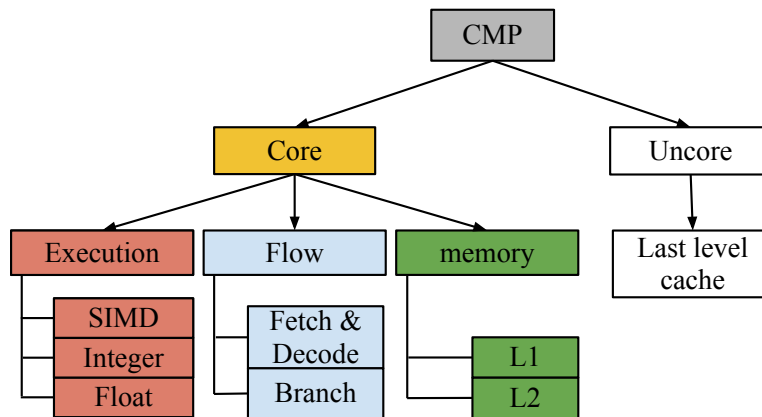 CMP
Core
Uncore
Execution
Flow
memory
Last level
cache
SIMD
Integer
Float
Fetch &
Decode
Branch
L1
L2